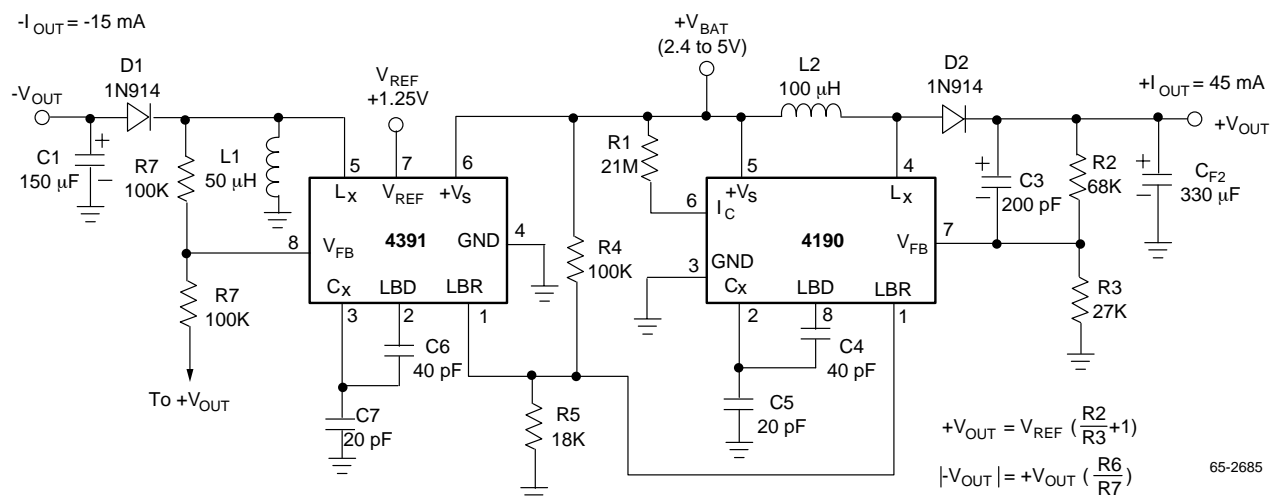 -I OUT = -15 mA
+V BAT
(2.4 to 5V)
D1
1N914
V REF
+1.25V
L2
100 µH
D2
1N914
+I OUT = 45 mA
-V OUT
+V OUT
C1
150 µF
R7
100K
L1
50 µH
5
7
6
L X
V REF
+V S
R1
21M
5
4
+V S
L X
6
I C
C3
200 pF
R2
68K
C F2
330 µF
8
V FB
4391
GND
4
R4
100K
4190
V FB
7
3
GND
C X
LBD
LBR
3
2
1
C X
LBD
LBR
2
8
1
R7
100K
R3
27K
C6
40 pF
C4
40 pF
To +V OUT
C7
20 pF
R5
18K
C5
20 pF
+V OUT = V REF (R2/R3 +1)
|-V OUT| = +V OUT (R6/R7)
65-2685